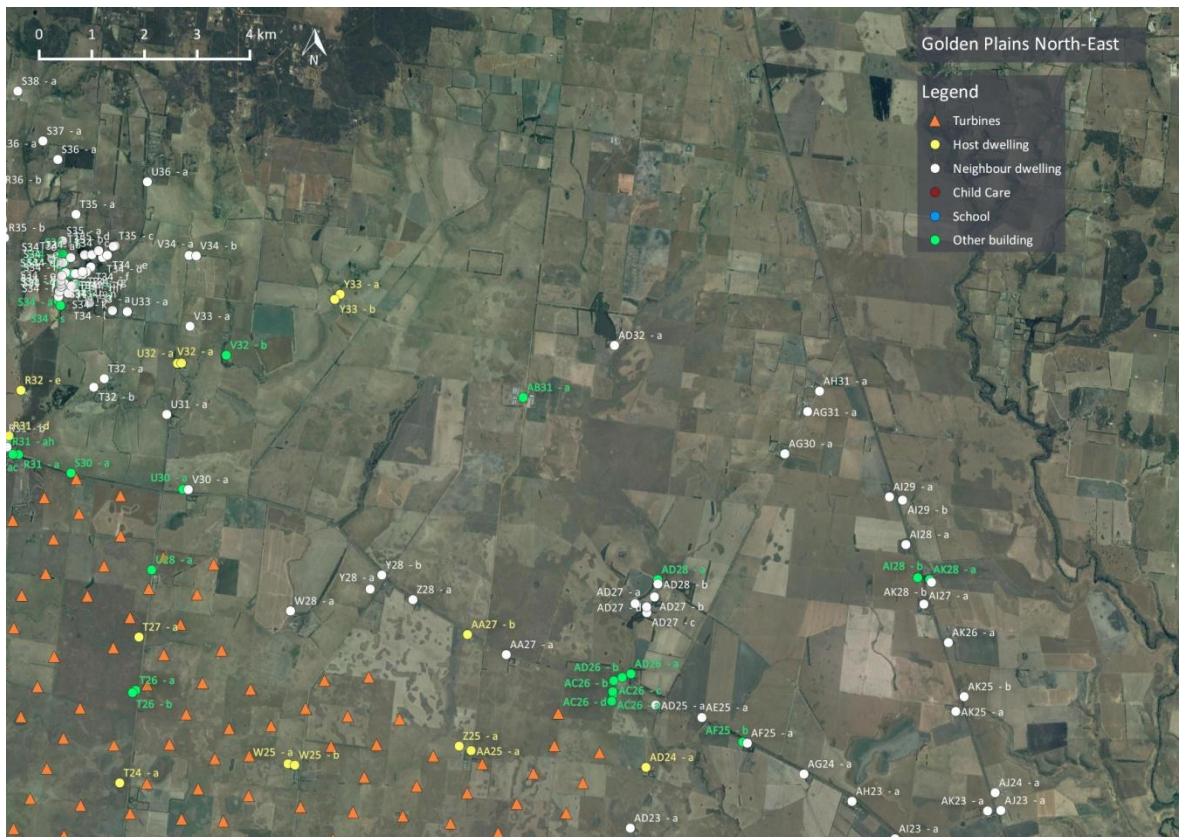 0 1 2 3 4 km
N
Golden Plains North-East
Legend
Turbines
Host dwelling
Neighbour dwelling
Child Care
School
Other building
S38 - a
S37 - a
S36 - a
R36 - b
U36 - a
T35 - a
R35 - b
S35 - a
T35 - c
V34 - a
V34 - b
Y33 - a
Y33 - b
S34 - s
U33 - a
V33 - a
AD32 - a
U32 - a
V32 - a
V32 - b
T32 - a
R32 - e
T32 - b
AB31 - a
AH31 - a
U31 - a
AG31 - a
R31 - ah
R31 - a
S30 - a
AG30 - a
U30 - a
V30 - a
AI29 - a
AI29 - b
AI28 - a
U28 - a
Y28 - b
AD28 - a
AI28 - b
AK28 - a
Y28 - a
Z28 - a
AD28 - b
AD27 - a
AI27 - a
W28 - a
AD27 - b
AK28 - b
AD27 - c
T27 - a
AA27 - b
AA27 - a
AK26 - a
AD26 - b
AD26 - a
T26 - a
AC26 - b
AC26 - c
T26 - b
AC26 - d
AK25 - b
AD25 - a
AE25 - a
AK25 - a
AF25 - b
AF25 - a
Z25 - a
AA25 - a
W25 - a
W25 - b
AD24 - a
T24 - a
AG24 - a
AJ24 - a
AH23 - a
AK23 - a
AJ23 - a
AD23 - a
AI23 - a